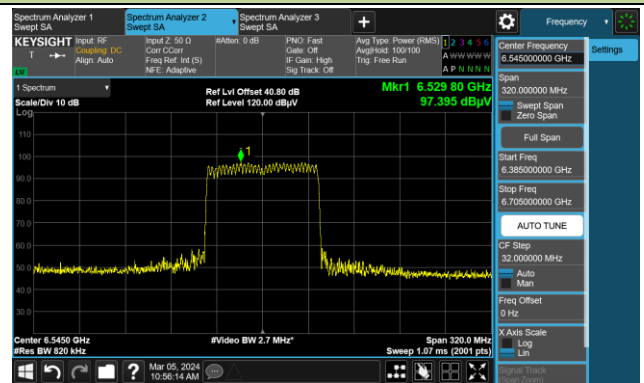 Spectrum Analyzer 1
Swept SA
Spectrum Analyzer 2
Swept SA
Spectrum Analyzer 3
Swept SA
+
Frequency
KEYSIGHT
T
Input: RF
Coupling: DC
Align: Auto
Input Z: 50 Ω
Corr CCorr
Freq Ref: Int (S)
NFE: Adaptive
#Atten: 0 dB
PNO: Fast
Gate: Off
IF Gain: High
Sig Track: Off
Avg Type: Power (RMS)
Avg|Hold: 100/100
Trig: Free Run
1 2 3 4 5 6
A W W W W W
A P N N N N
1 Spectrum
Scale/Div 10 dB
Log
Ref Lvl Offset 40.80 dB
Ref Level 120.00 dBµV
Mkr1 6.529 80 GHz
97.395 dBµV
110
100
90.0
80.0
70.0
60.0
50.0
40.0
30.0
1
Center 6.5450 GHz
#Res BW 820 kHz
#Video BW 2.7 MHz*
Span 320.0 MHz
Sweep 1.07 ms (2001 pts)
Mar 05, 2024
10:56:14 AM
?
Center Frequency
6.545000000 GHz
Settings
Span
320.000000 MHz
Swept Span
Zero Span
Full Span
Start Freq
6.385000000 GHz
Stop Freq
6.705000000 GHz
AUTO TUNE
CF Step
32.000000 MHz
Auto
Man
Freq Offset
0 Hz
X Axis Scale
Log
Lin
Signal Track
(Span Zoom)